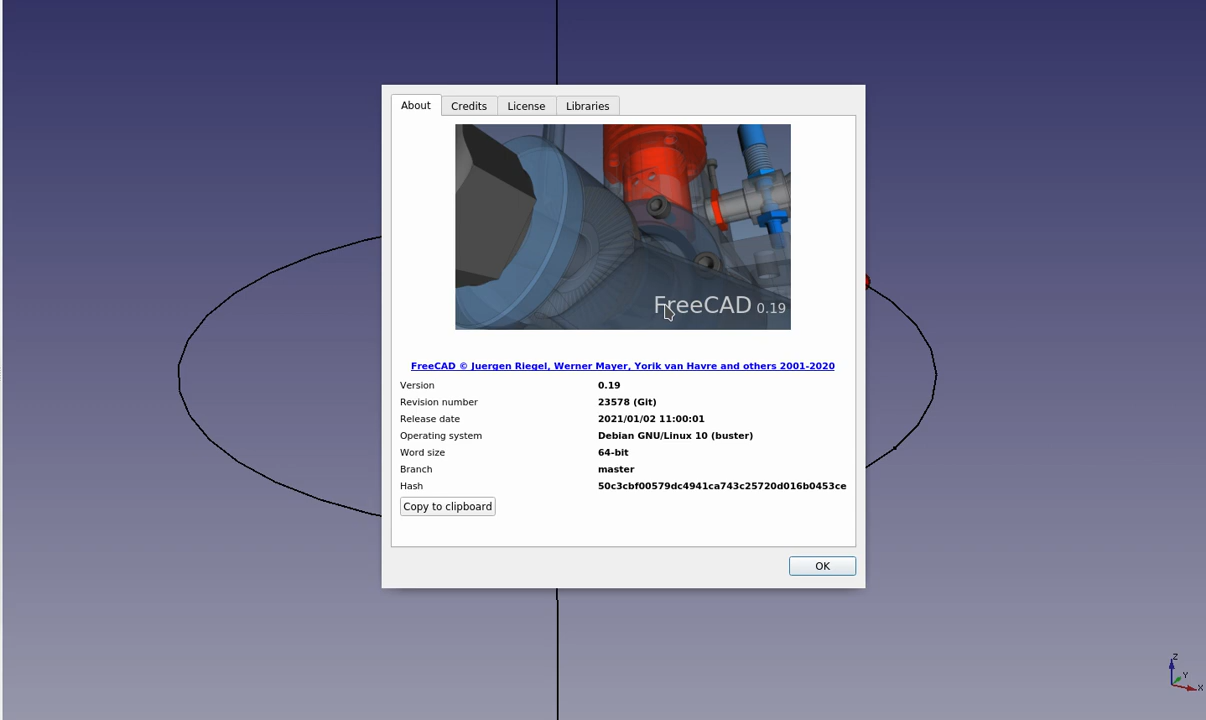 About Credits License Libraries
FreeCAD 0.19
FreeCAD © Juergen Riegel, Werner Mayer, Yorik van Havre and others 2001-2020
Version 0.19
Revision number 23578 (Git)
Release date 2021/01/02 11:00:01
Operating system Debian GNU/Linux 10 (buster)
Word size 64-bit
Branch master
Hash 50c3cbf00579dc4941ca743c25720d016b0453ce
Copy to clipboard
OK
Z
Y
X